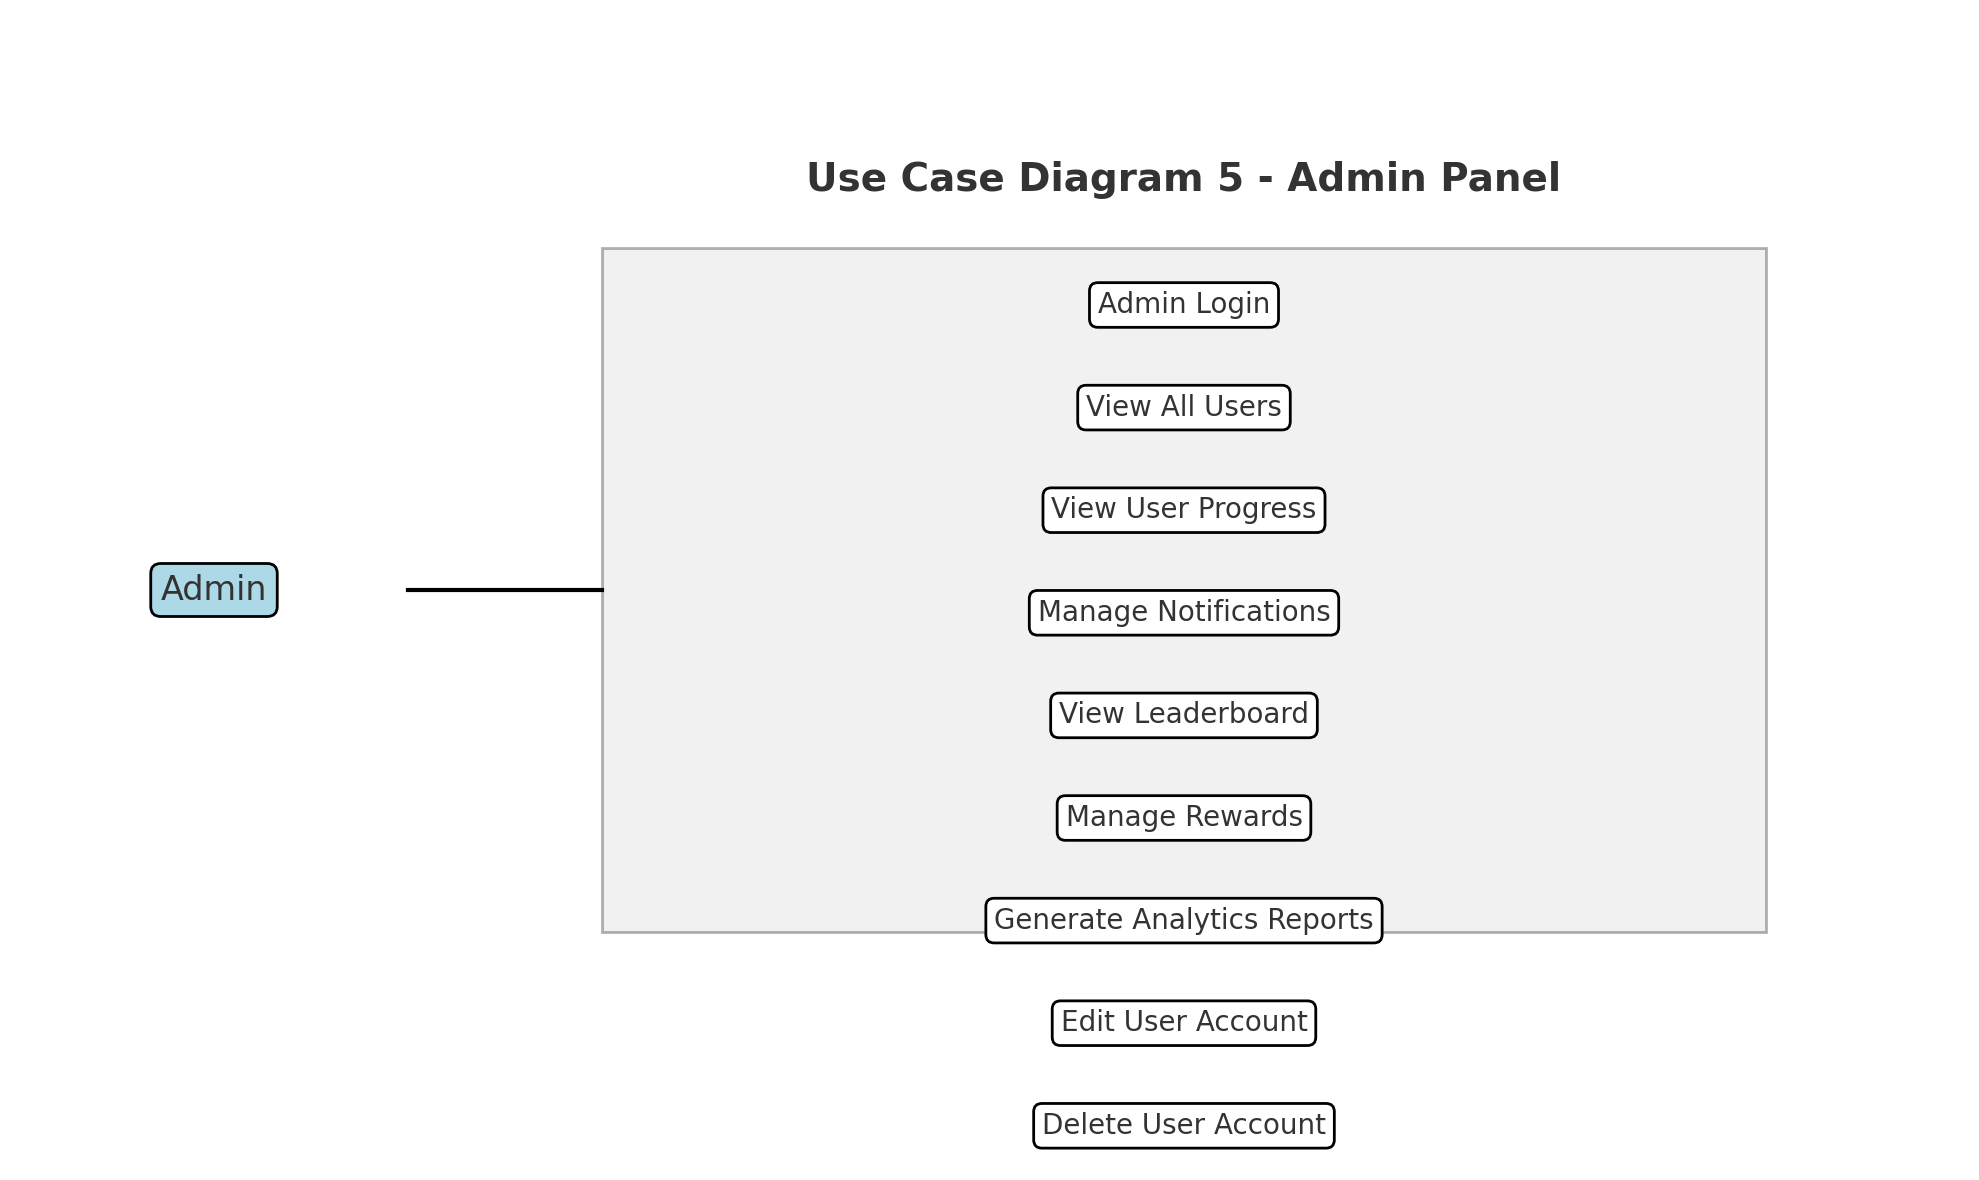 Use Case Diagram 5 - Admin Panel
Admin Login
View All Users
View User Progress
Admin
Manage Notifications
View Leaderboard
Manage Rewards
Generate Analytics Reports
Edit User Account
Delete User Account